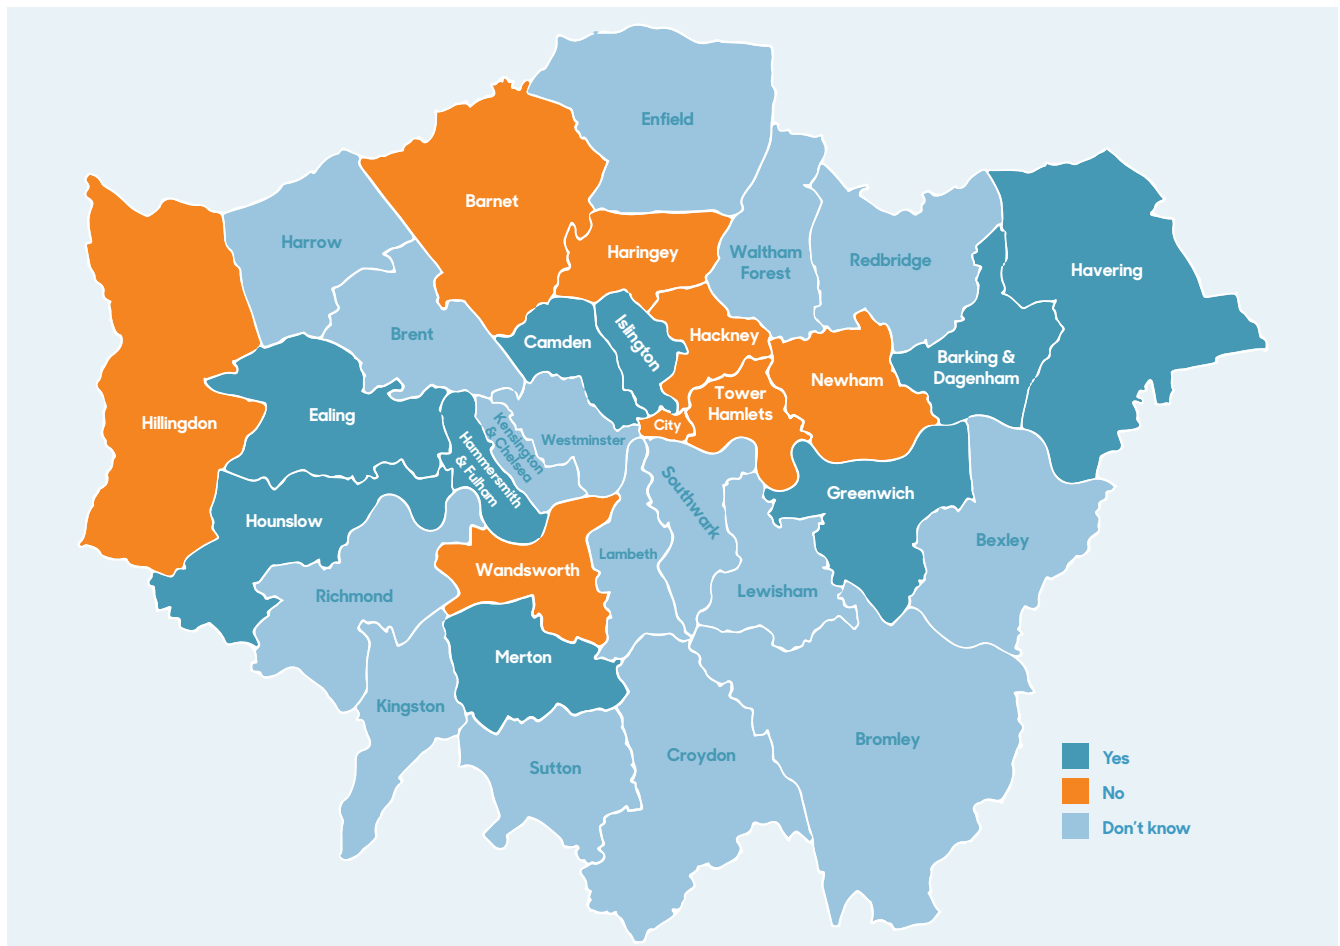 Enfield
Barnet
Harrow
Haringey
Waltham
Forest
Redbridge
Havering
Brent
Camden
Islington
Hackney
Barking &
Dagenham
Newham
Tower
Hamlets
Hillingdon
Ealing
City
Westminster
Kensington
& Chelsea
Hammersmith
& Fulham
Southwark
Greenwich
Hounslow
Bexley
Lambeth
Wandsworth
Lewisham
Richmond
Merton
Kingston
Bromley
Croydon
Sutton
Yes
No
Don't know